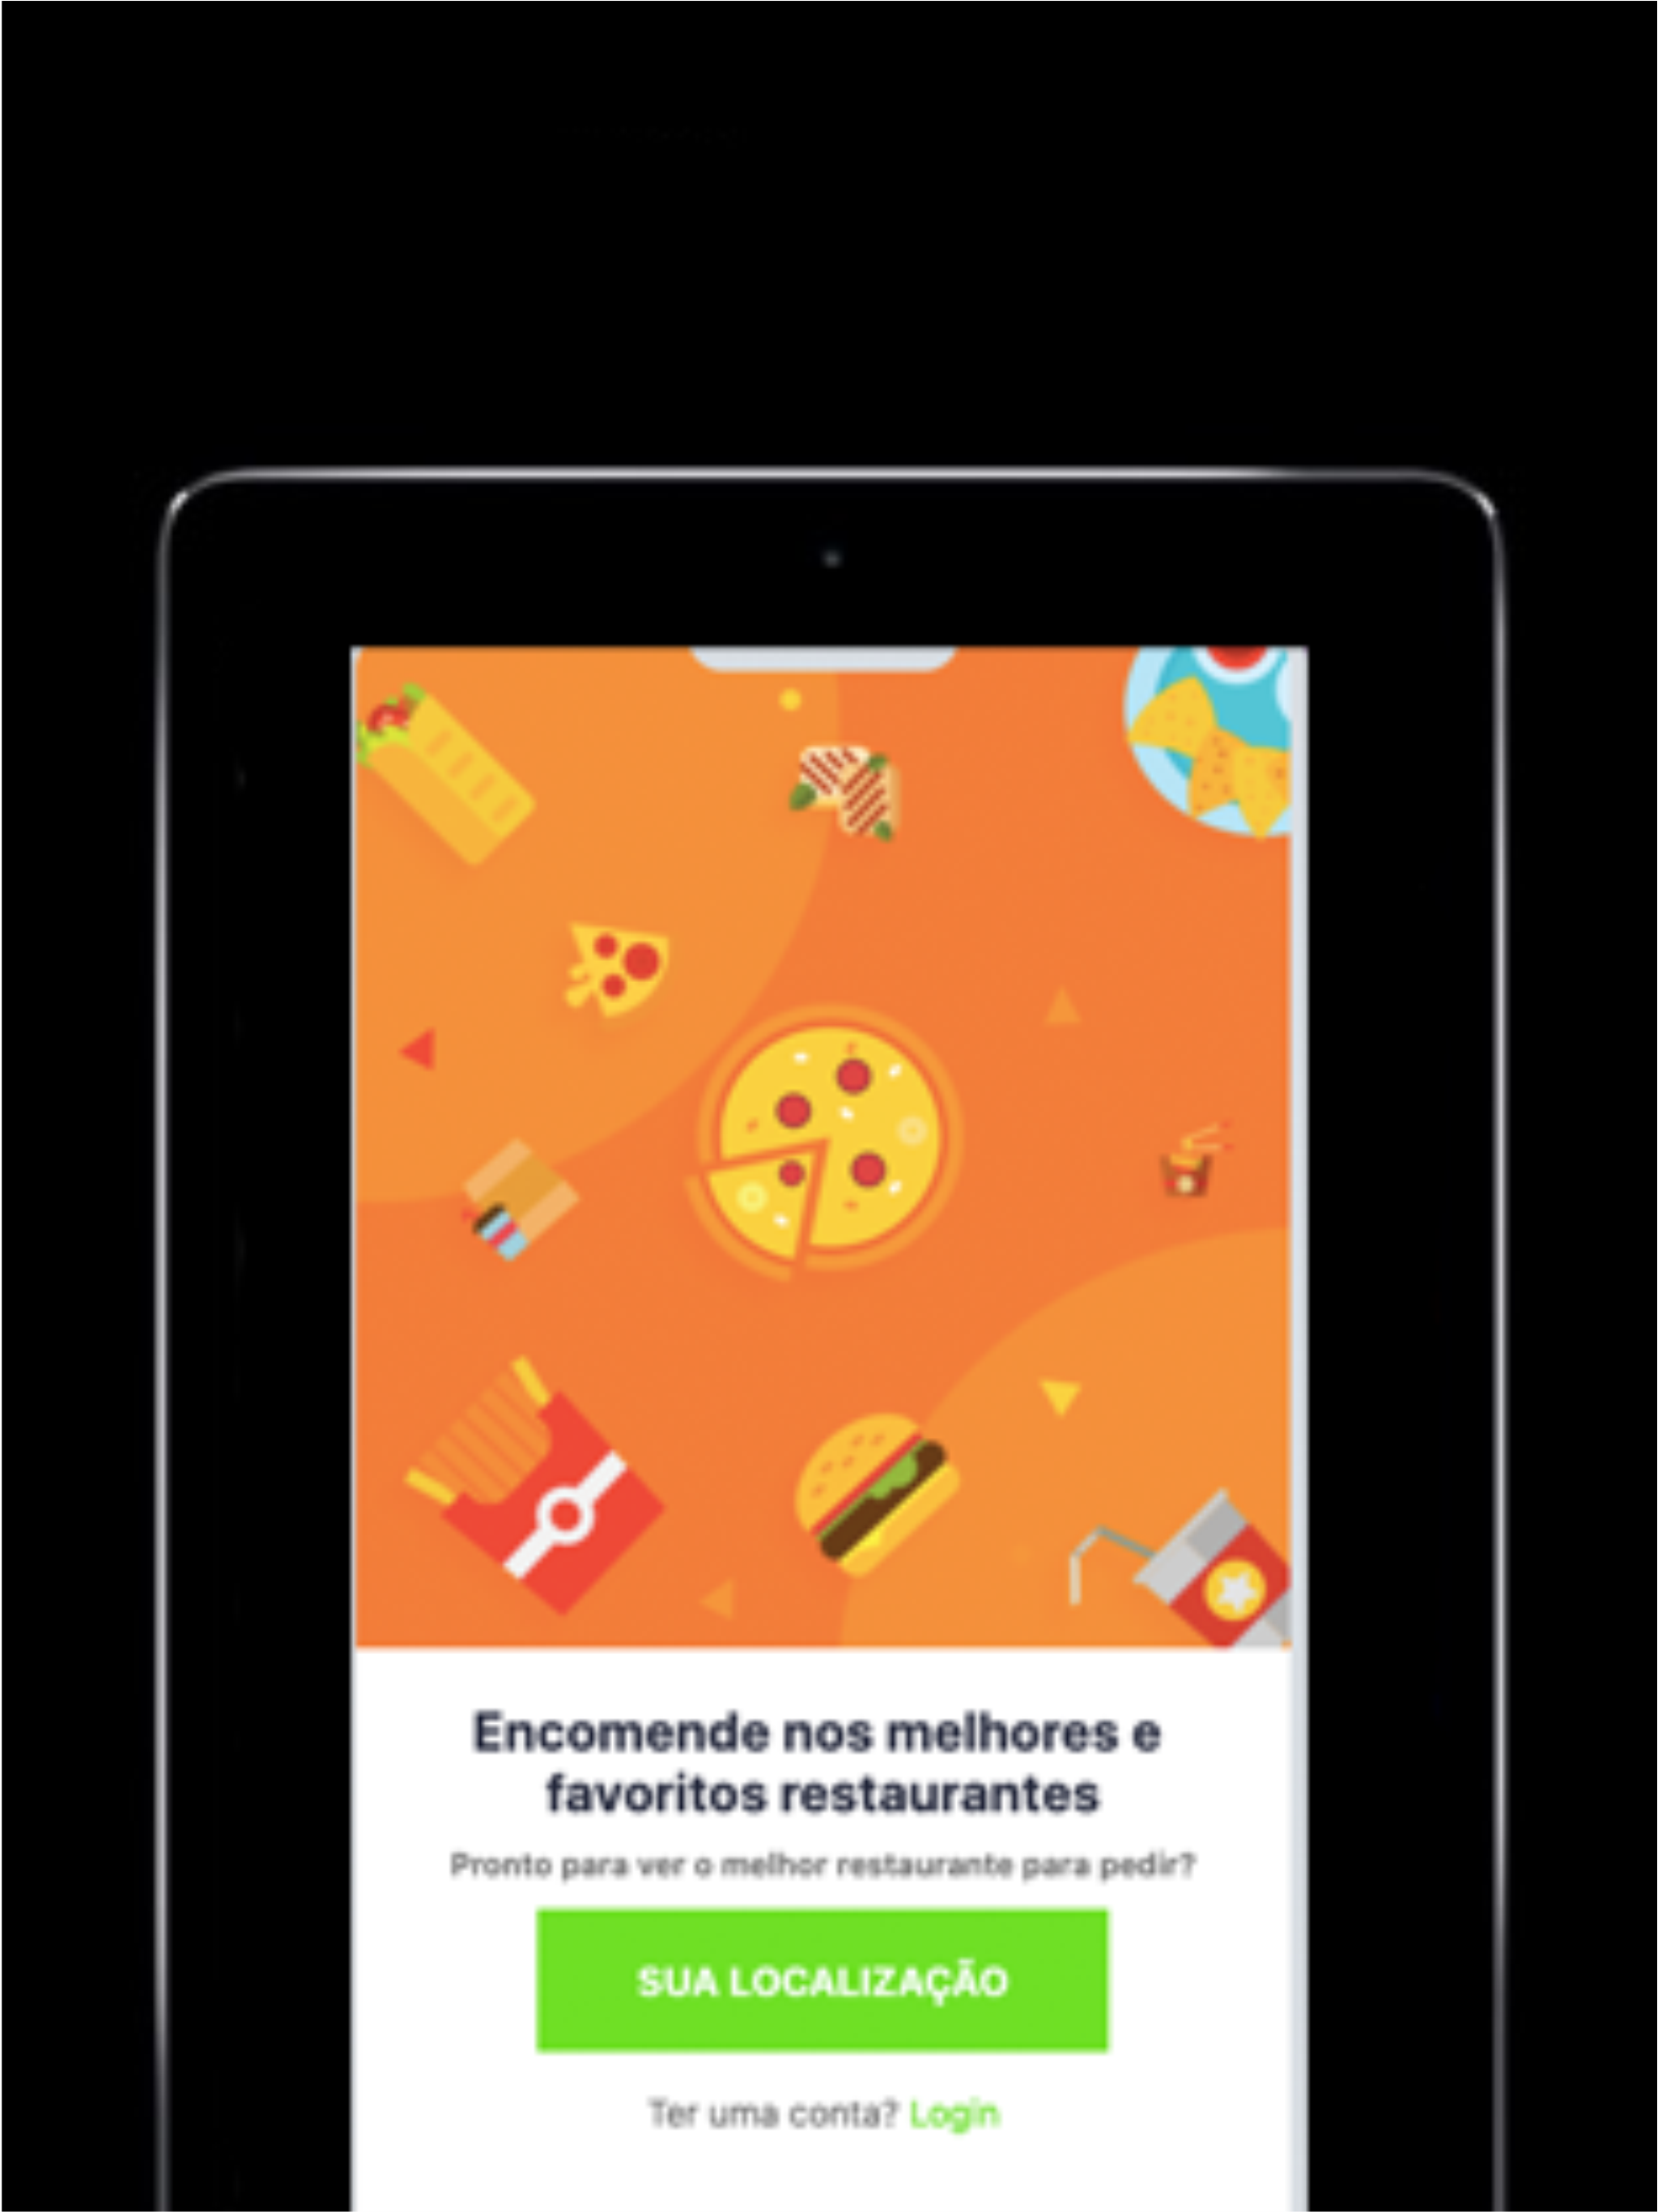 Encomende nos melhores e
favoritos restaurantes
Pronto para ver o melhor restaurante para pedir?
SUA LOCALIZAÇÃO
Ter uma conta? Login